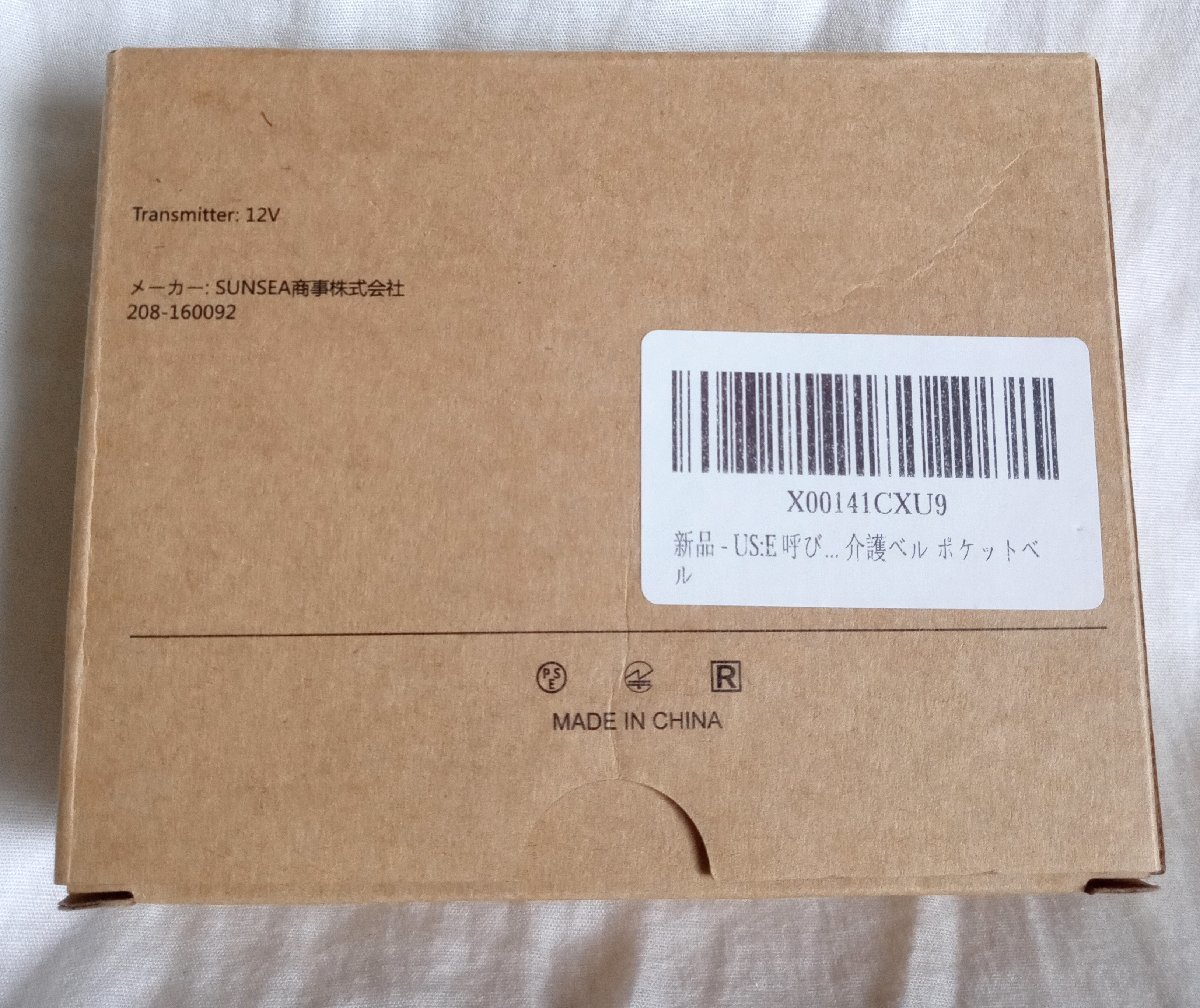 Transmitter: 12V
メーカー: SUNSEA商事株式会社
208-160092
X00141CXU9
新品 - US:E 呼び... 介護ベル ポケットベ
ル
PS
E
R
MADE IN CHINA